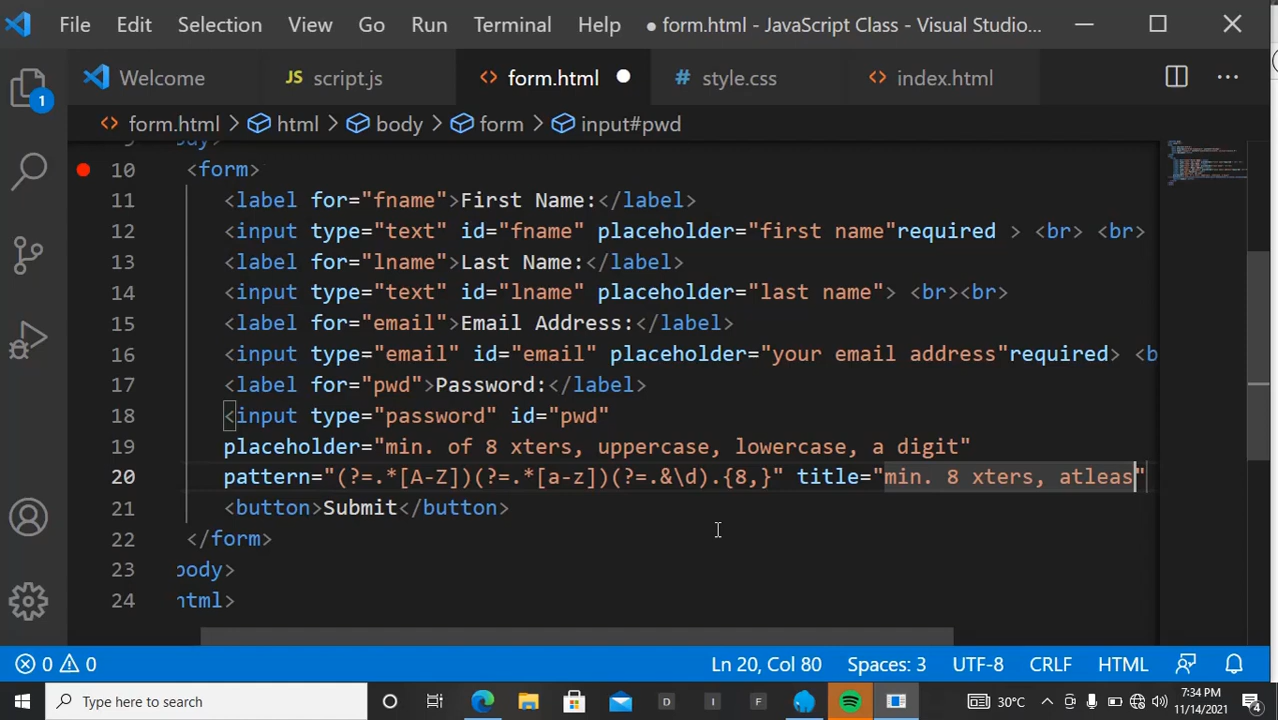 File Edit Selection View Go Run Terminal Help ● form.html - JavaScript Class - Visual Studio...
Welcome JS script.js <> form.html ● # style.css <> index.html ...
1
<> form.html > html > body > form > input#pwd
10 <form>
11 <label for="fname">First Name:</label>
12 <input type="text" id="fname" placeholder="first name"required > <br> <br>
13 <label for="lname">Last Name:</label>
14 <input type="text" id="lname" placeholder="last name"> <br><br>
15 <label for="email">Email Address:</label>
16 <input type="email" id="email" placeholder="your email address"required> <b
17 <label for="pwd">Password:</label>
18 <input type="password" id="pwd"
19 placeholder="min. of 8 xters, uppercase, lowercase, a digit"
20 pattern="(?=.*[A-Z])(?=.*[a-z])(?=.&\d).{8,}" title="min. 8 xters, atleas"
21 <button>Submit</button>
22 </form>
23 body>
24 html>
0 0 Ln 20, Col 80 Spaces: 3 UTF-8 CRLF HTML
Type here to search D I F 30°C 7:34 PM
11/14/2021 4